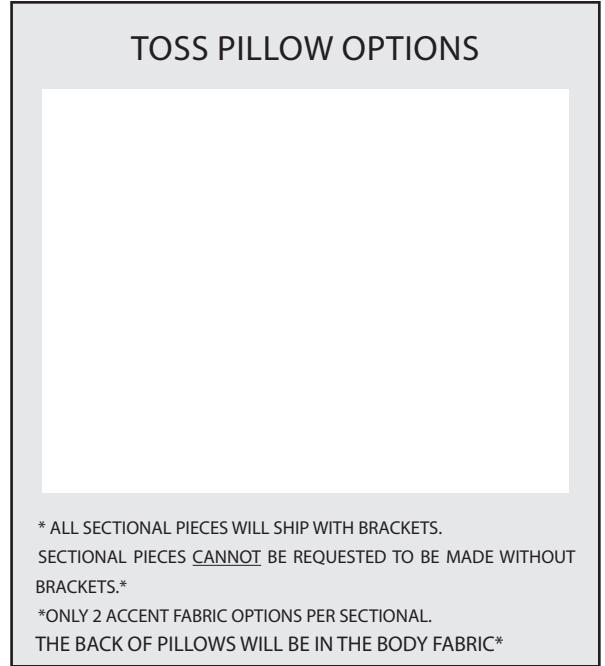 TOSS PILLOW OPTIONS
* ALL SECTIONAL PIECES WILL SHIP WITH BRACKETS.
SECTIONAL PIECES CANNOT BE REQUESTED TO BE MADE WITHOUT
BRACKETS.*
*ONLY 2 ACCENT FABRIC OPTIONS PER SECTIONAL.
THE BACK OF PILLOWS WILL BE IN THE BODY FABRIC*